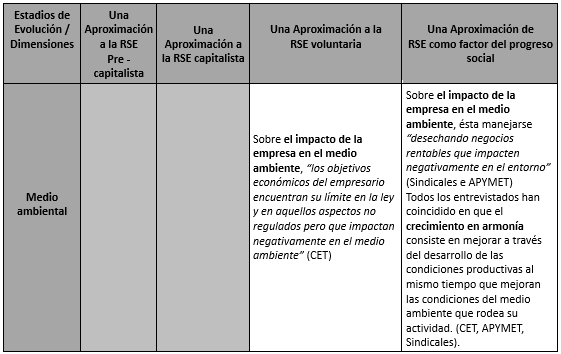 Estadios de
Evolución /
Dimensiones
Una
Aproximación
a la RSE
Pre -
capitalista
Una
Aproximación a
la RSE capitalista
Una Aproximación a la
RSE voluntaria
Una Aproximación de
RSE como factor del progreso
social
Medio
ambiental
Sobre el impacto de la
empresa en el medio
ambiente, “los objetivos
económicos del empresario
encuentran su límite en la ley
y en aquellos aspectos no
regulados pero que impactan
negativamente en el medio
ambiente” (CET)
Sobre el impacto de la
empresa en el medio
ambiente, ésta manejarse
“desechando negocios
rentables que impacten
negativamente en el entorno”
(Sindicales e APYMET)
Todos los entrevistados han
coincidido en que el
crecimiento en armonía
consiste en mejorar a través
del desarrollo de las
condiciones productivas al
mismo tiempo que mejoran
las condiciones del medio
ambiente que rodea su
actividad. (CET, APYMET,
Sindicales).